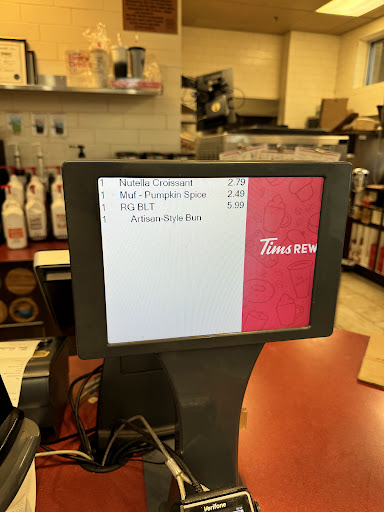 1 Nutella Croissant 2.79
1 Muf - Pumpkin Spice 2.49
1 RG BLT 5.99
1 Artisan-Style Bun
Tims REW
Verifone